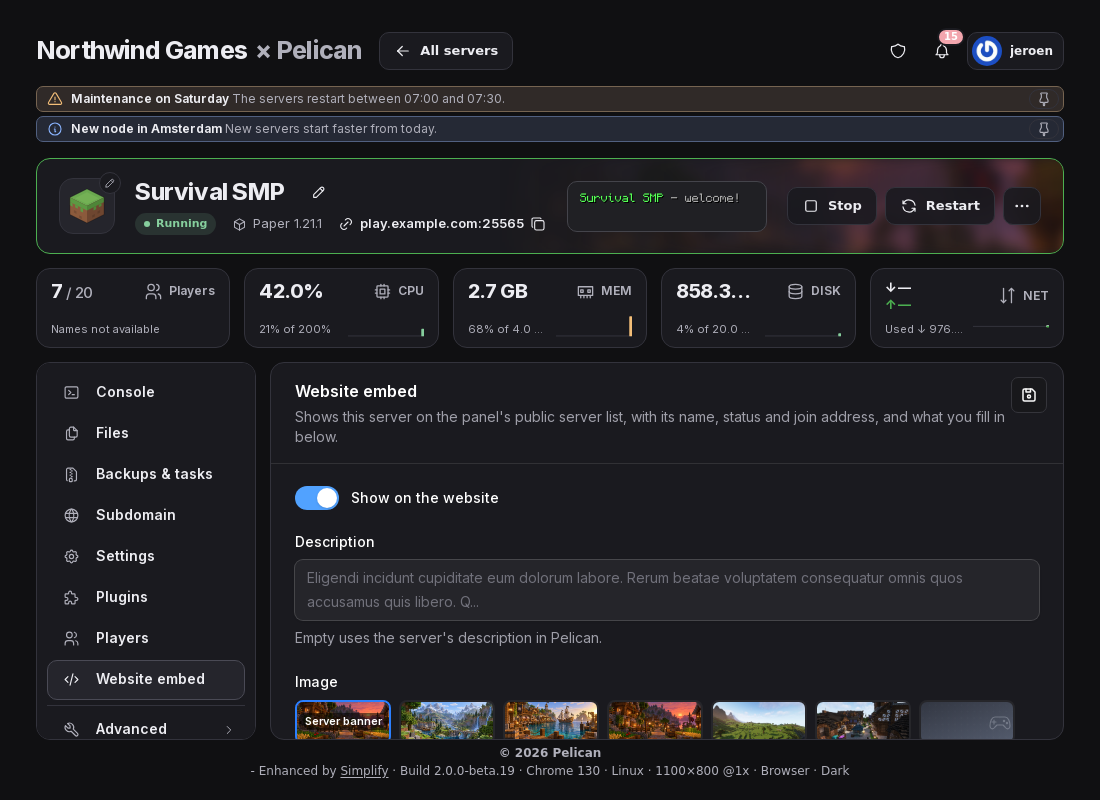 Northwind Games × Pelican
All servers
15
jeroen
Maintenance on Saturday The servers restart between 07:00 and 07:30.
New node in Amsterdam New servers start faster from today.
Survival SMP
Running
Paper 1.21.1
play.example.com:25565
Survival SMP — welcome!
Stop
Restart
7 / 20
Players
Names not available
42.0%
CPU
21% of 200%
2.7 GB
MEM
68% of 4.0 ...
858.3...
DISK
4% of 20.0 ...
↓—
↑—
NET
Used ↓ 976....
Console
Files
Backups & tasks
Subdomain
Settings
Plugins
Players
Website embed
Advanced
Website embed
Shows this server on the panel's public server list, with its name, status and join address, and what you fill in
below.
Show on the website
Description
Eligendi incidunt cupiditate eum dolorum labore. Rerum beatae voluptatem consequatur omnis quos
accusamus quis libero. Q...
Empty uses the server's description in Pelican.
Image
Server banner
© 2026 Pelican
- Enhanced by Simplify · Build 2.0.0-beta.19 · Chrome 130 · Linux · 1100×800 @1x · Browser · Dark